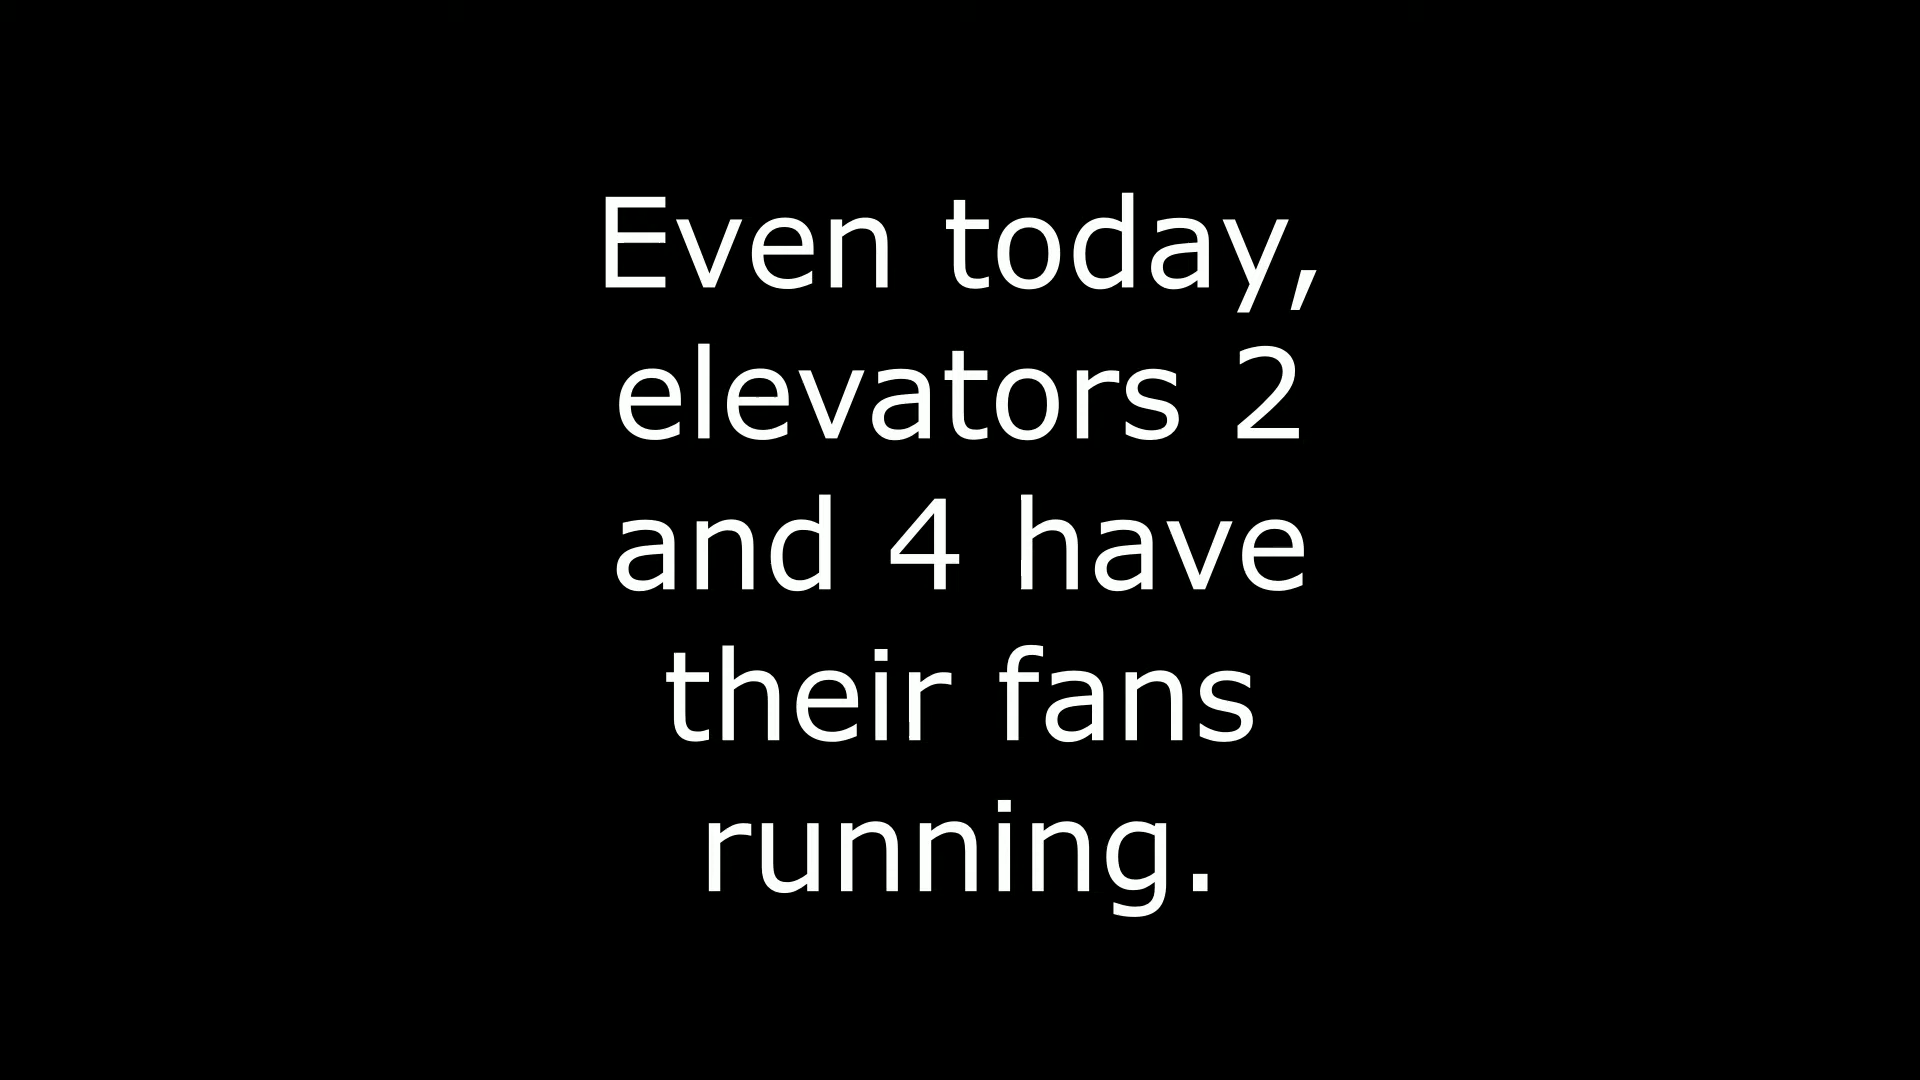 Even today,
elevators 2
and 4 have
their fans
running.